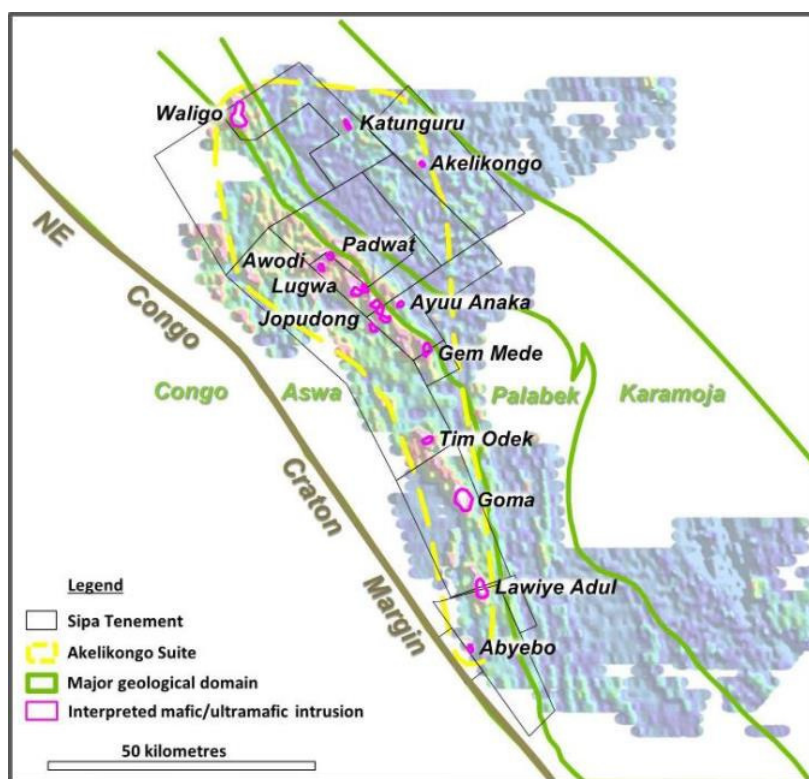 Waligo
Katunguru
Akelikongo
NE
Padwat
Awodi
Lugwa
Ayuu Anaka
Congo
Jopudong
Gem Mede
Congo Aswa Palabek Karamoja
Tim Odek
Craton
Goma
Lawiye Adul
Margin
Abyebo
Legend
Sipa Tenement
Akelikongo Suite
Major geological domain
Interpreted mafic/ultramafic intrusion
50 kilometres